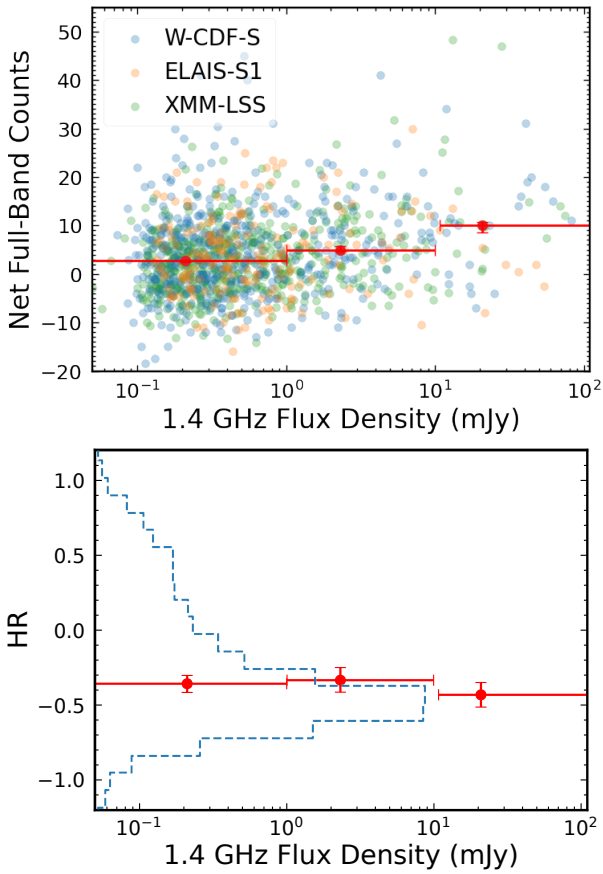 50
40
30
20
10
0
−10
−20
Net Full-Band Counts
W-CDF-S
ELAIS-S1
XMM-LSS
10⁻¹ 10⁰ 10¹ 10²
1.4 GHz Flux Density (mJy)
1.0
0.5
0.0
−0.5
−1.0
HR
10⁻¹ 10⁰ 10¹ 10²
1.4 GHz Flux Density (mJy)